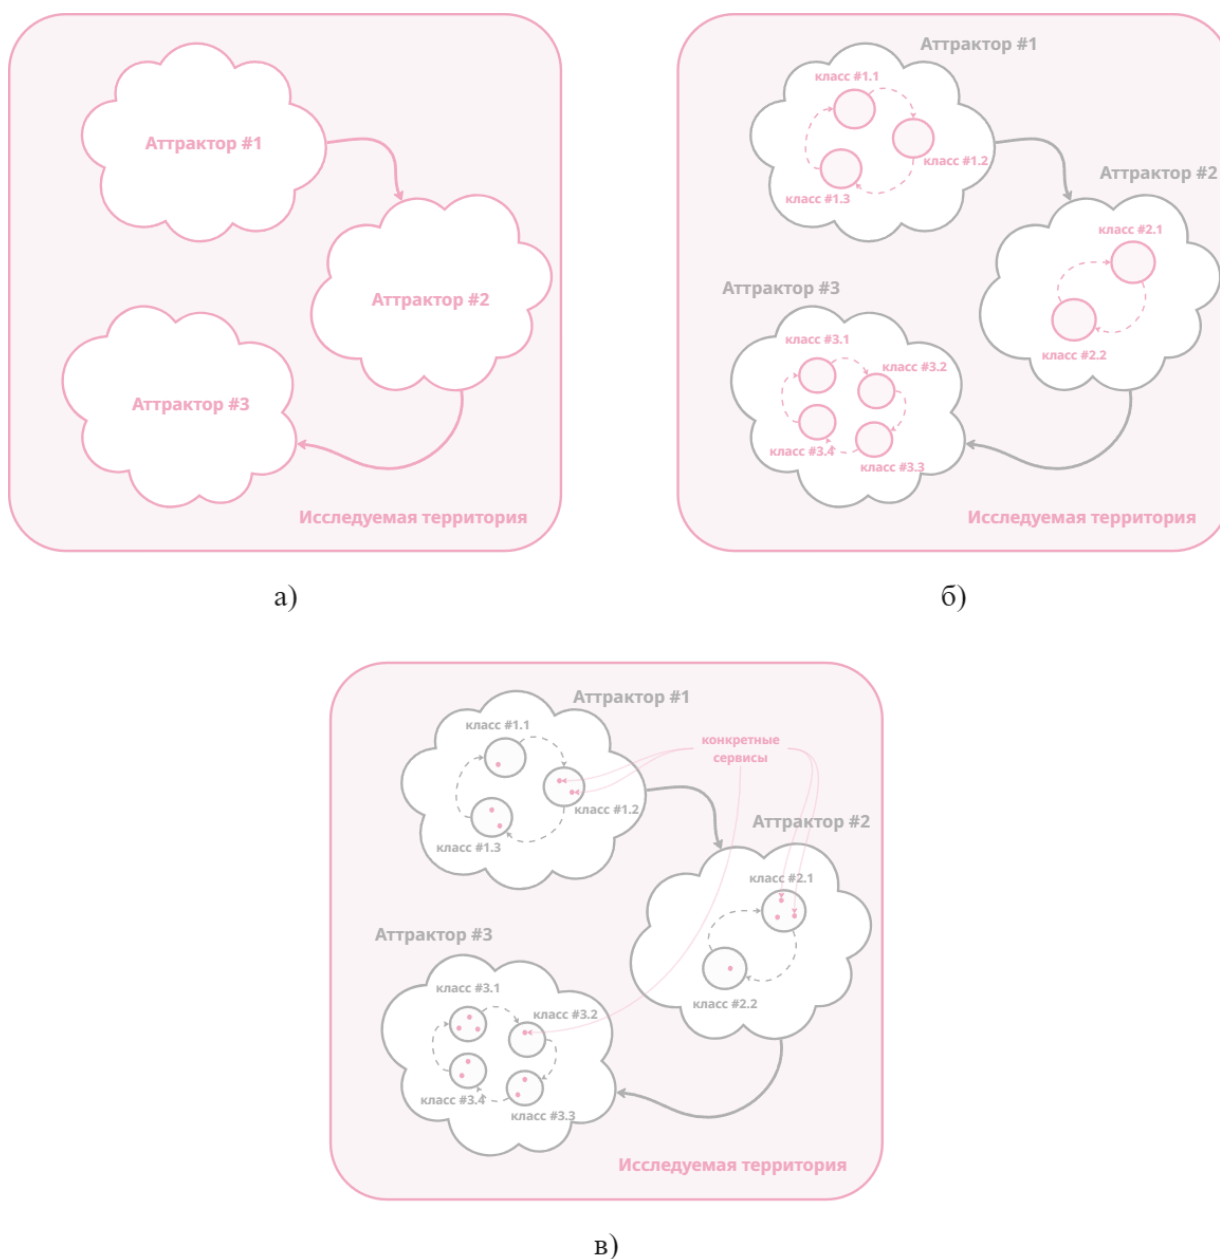 Аттрактор #1
Аттрактор #2
Аттрактор #3
Исследуемая территория
а)
Аттрактор #1
класс #1.1
класс #1.2
класс #1.3
Аттрактор #2
класс #2.1
класс #2.2
Аттрактор #3
класс #3.1
класс #3.2
класс #3.4
класс #3.3
Исследуемая территория
б)
Аттрактор #1
класс #1.1
конкретные
сервисы
класс #1.2
класс #1.3
Аттрактор #2
класс #2.1
класс #2.2
Аттрактор #3
класс #3.1
класс #3.2
класс #3.4
класс #3.3
Исследуемая территория
в)